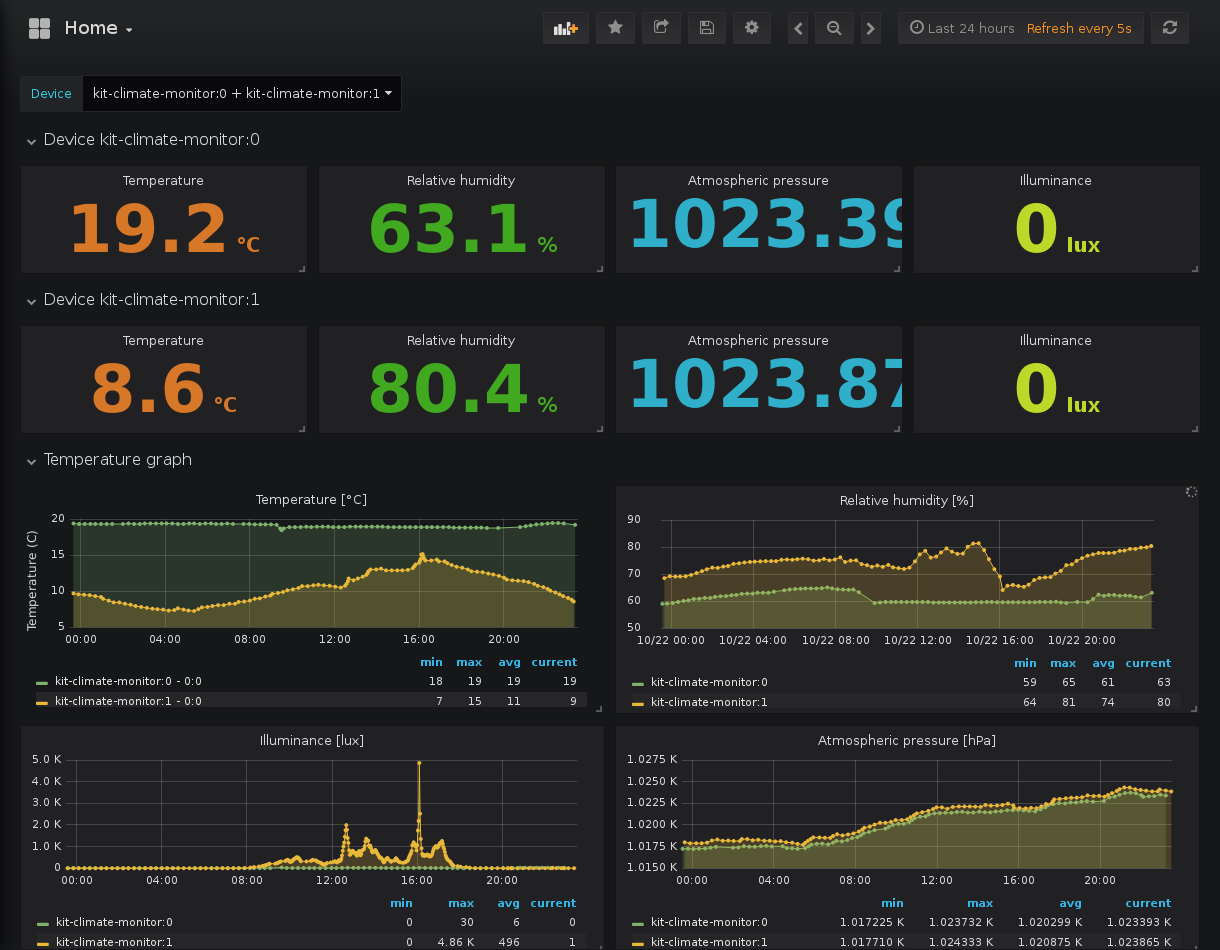 Home
Last 24 hours Refresh every 5s
Device kit-climate-monitor:0 + kit-climate-monitor:1
Device kit-climate-monitor:0
Temperature Relative humidity Atmospheric pressure Illuminance
19.2 °C 63.1 % 1023.39 0 lux
Device kit-climate-monitor:1
Temperature Relative humidity Atmospheric pressure Illuminance
8.6 °C 80.4 % 1023.87 0 lux
Temperature graph
Temperature [°C]
Temperature (C)
20
15
10
5
00:00 04:00 08:00 12:00 16:00 20:00
min max avg current
kit-climate-monitor:0 - 0:0 18 19 19 19
kit-climate-monitor:1 - 0:0 7 15 11 9
Relative humidity [%]
90
80
70
60
50
10/22 00:00 10/22 04:00 10/22 08:00 10/22 12:00 10/22 16:00 10/22 20:00
min max avg current
kit-climate-monitor:0 59 65 61 63
kit-climate-monitor:1 64 81 74 80
Illuminance [lux]
5.0 K
4.0 K
3.0 K
2.0 K
1.0 K
0
00:00 04:00 08:00 12:00 16:00 20:00
min max avg current
kit-climate-monitor:0 0 30 6 0
kit-climate-monitor:1 0 4.86 K 496 1
Atmospheric pressure [hPa]
1.0275 K
1.0250 K
1.0225 K
1.0200 K
1.0175 K
1.0150 K
00:00 04:00 08:00 12:00 16:00 20:00
min max avg current
kit-climate-monitor:0 1.017225 K 1.023732 K 1.020299 K 1.023393 K
kit-climate-monitor:1 1.017710 K 1.024333 K 1.020875 K 1.023865 K